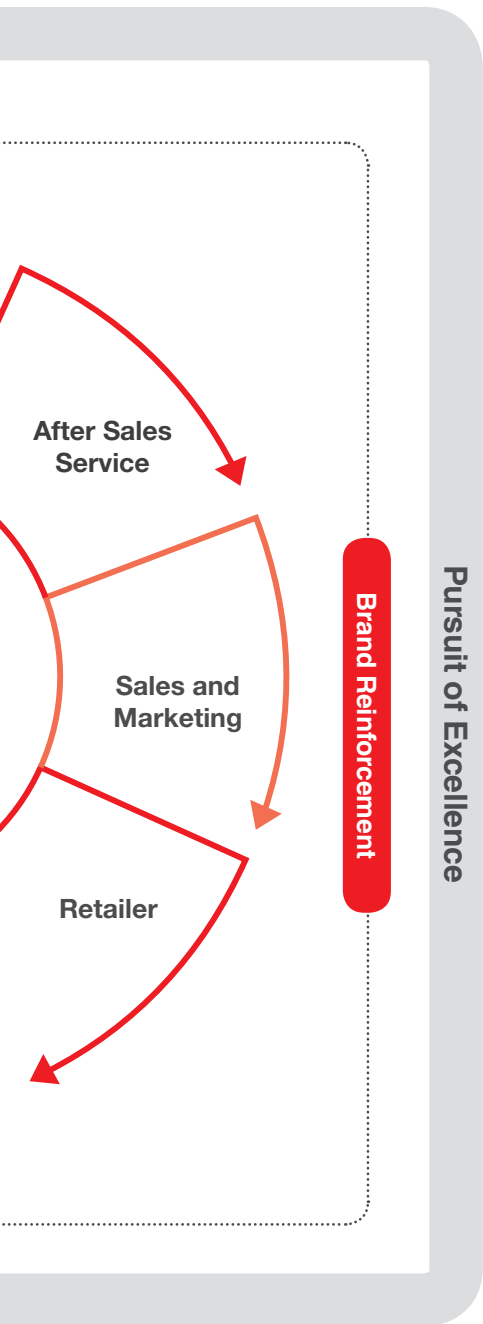 After Sales
Service
Sales and
Marketing
Retailer
Brand Reinforcement
Pursuit of Excellence